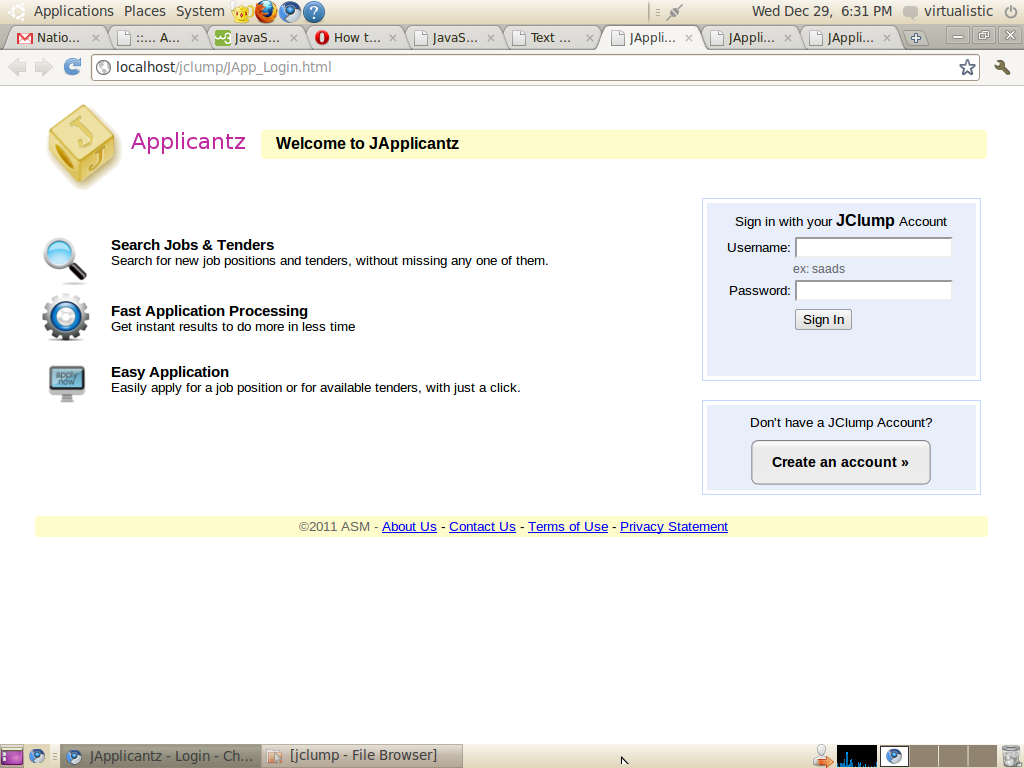 Applications Places System Wed Dec 29, 6:31 PM virtualistic
Natio... ::... A... JavaS... How t... JavaS... Text ... JAppli... JAppli... JAppli...
localhost/jclump/JApp_Login.html
Applicantz
Welcome to JApplicantz
Search Jobs & Tenders
Search for new job positions and tenders, without missing any one of them.
Fast Application Processing
Get instant results to do more in less time
apply now
Easy Application
Easily apply for a job position or for available tenders, with just a click.
Sign in with your JClump Account
Username:
ex: saads
Password:
Sign In
Don't have a JClump Account?
Create an account »
©2011 ASM - About Us - Contact Us - Terms of Use - Privacy Statement
JApplicantz - Login - Ch... [jclump - File Browser]